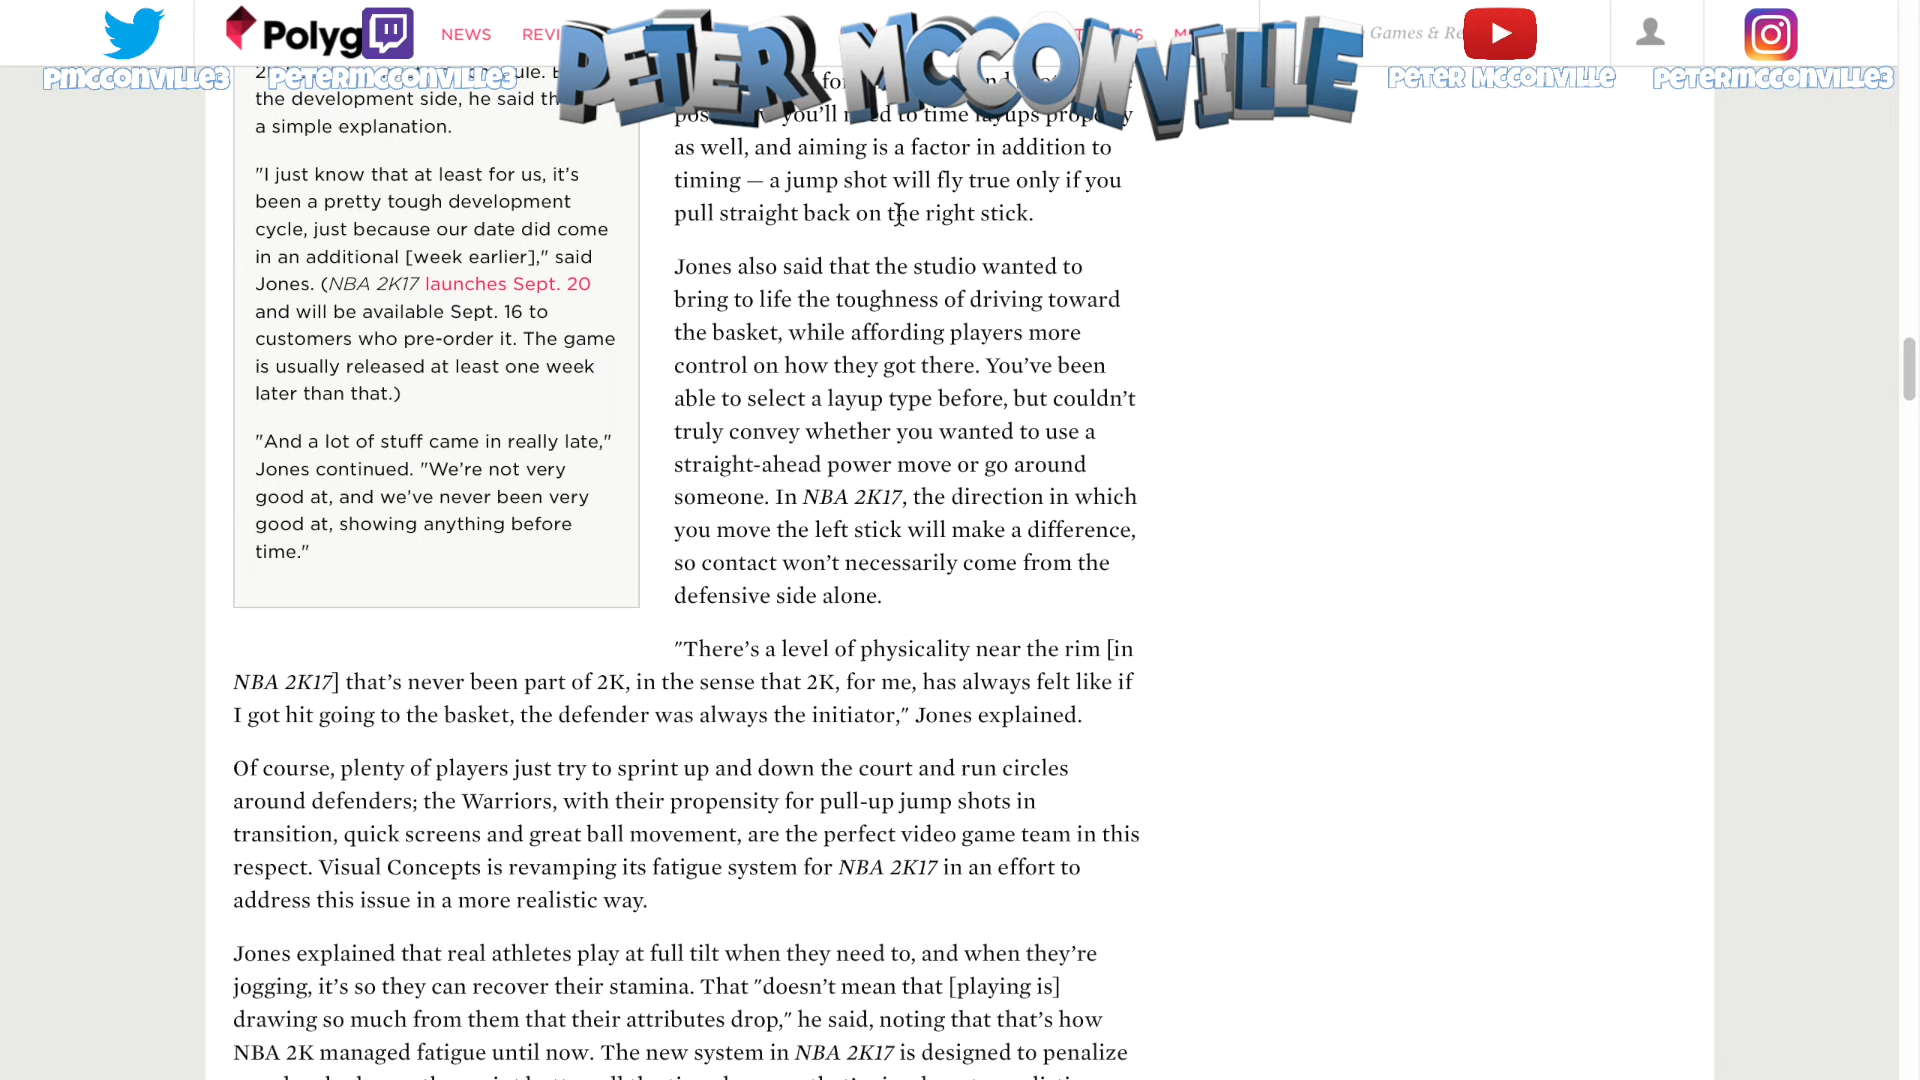 Polyg
NEWS
REVI
PETER MCCONVILLE
Games & Re
Pmcconville3
Petermcconville3
Peter Mcconville
Petermcconville3
the development side, he said th
a simple explanation.
"I just know that at least for us, it's
been a pretty tough development
cycle, just because our date did come
in an additional [week earlier]," said
Jones. (NBA 2K17 launches Sept. 20
and will be available Sept. 16 to
customers who pre-order it. The game
is usually released at least one week
later than that.)
"And a lot of stuff came in really late,"
Jones continued. "We're not very
good at, and we've never been very
good at, showing anything before
time."
you'll need to time layups properly
as well, and aiming is a factor in addition to
timing — a jump shot will fly true only if you
pull straight back on the right stick.
Jones also said that the studio wanted to
bring to life the toughness of driving toward
the basket, while affording players more
control on how they got there. You've been
able to select a layup type before, but couldn't
truly convey whether you wanted to use a
straight-ahead power move or go around
someone. In NBA 2K17, the direction in which
you move the left stick will make a difference,
so contact won't necessarily come from the
defensive side alone.
"There's a level of physicality near the rim [in
NBA 2K17] that's never been part of 2K, in the sense that 2K, for me, has always felt like if
I got hit going to the basket, the defender was always the initiator," Jones explained.
Of course, plenty of players just try to sprint up and down the court and run circles
around defenders; the Warriors, with their propensity for pull-up jump shots in
transition, quick screens and great ball movement, are the perfect video game team in this
respect. Visual Concepts is revamping its fatigue system for NBA 2K17 in an effort to
address this issue in a more realistic way.
Jones explained that real athletes play at full tilt when they need to, and when they're
jogging, it's so they can recover their stamina. That "doesn't mean that [playing is]
drawing so much from them that their attributes drop," he said, noting that that's how
NBA 2K managed fatigue until now. The new system in NBA 2K17 is designed to penalize